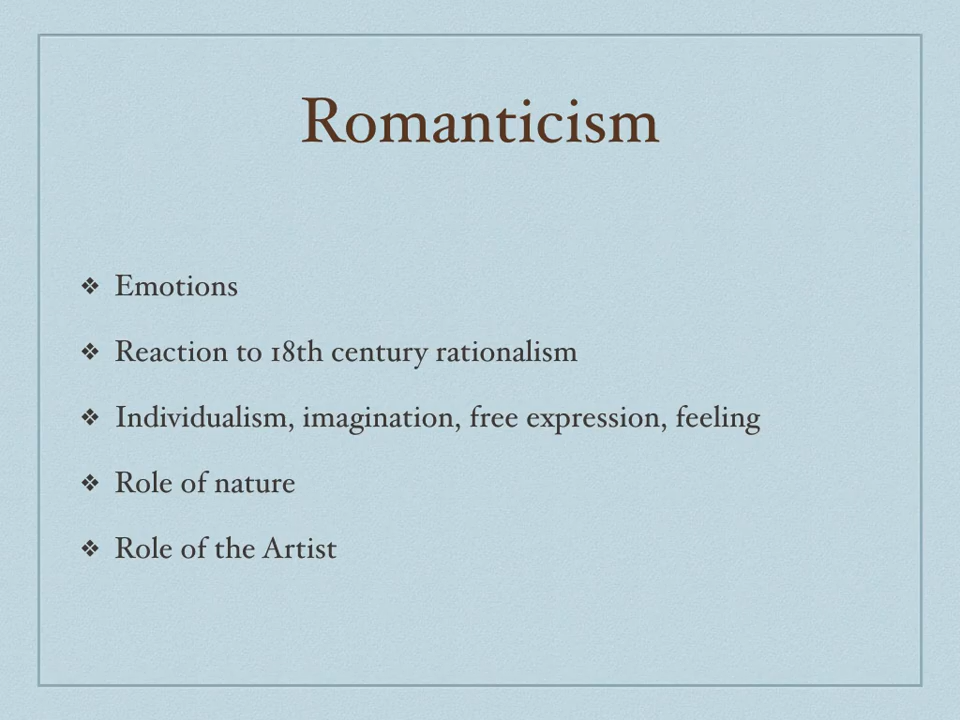 Romanticism
❖ Emotions
❖ Reaction to 18th century rationalism
❖ Individualism, imagination, free expression, feeling
❖ Role of nature
❖ Role of the Artist